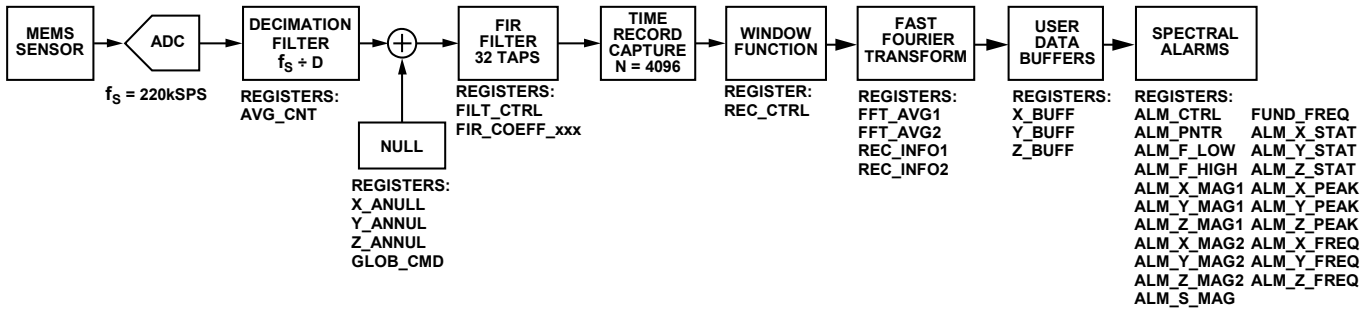 MEMS
SENSOR
ADC
fS = 220kSPS
DECIMATION
FILTER
fS ÷ D
REGISTERS:
AVG_CNT
NULL
REGISTERS:
X_ANULL
Y_ANNUL
Z_ANNUL
GLOB_CMD
FIR
FILTER
32 TAPS
REGISTERS:
FILT_CTRL
FIR_COEFF_xxx
TIME
RECORD
CAPTURE
N = 4096
WINDOW
FUNCTION
REGISTER:
REC_CTRL
FAST
FOURIER
TRANSFORM
REGISTERS:
FFT_AVG1
FFT_AVG2
REC_INFO1
REC_INFO2
USER
DATA
BUFFERS
REGISTERS:
X_BUFF
Y_BUFF
Z_BUFF
SPECTRAL
ALARMS
REGISTERS:
ALM_CTRL FUND_FREQ
ALM_PNTR ALM_X_STAT
ALM_F_LOW ALM_Y_STAT
ALM_F_HIGH ALM_Z_STAT
ALM_X_MAG1 ALM_X_PEAK
ALM_Y_MAG1 ALM_Y_PEAK
ALM_Z_MAG1 ALM_Z_PEAK
ALM_X_MAG2 ALM_X_FREQ
ALM_Y_MAG2 ALM_Y_FREQ
ALM_Z_MAG2 ALM_Z_FREQ
ALM_S_MAG